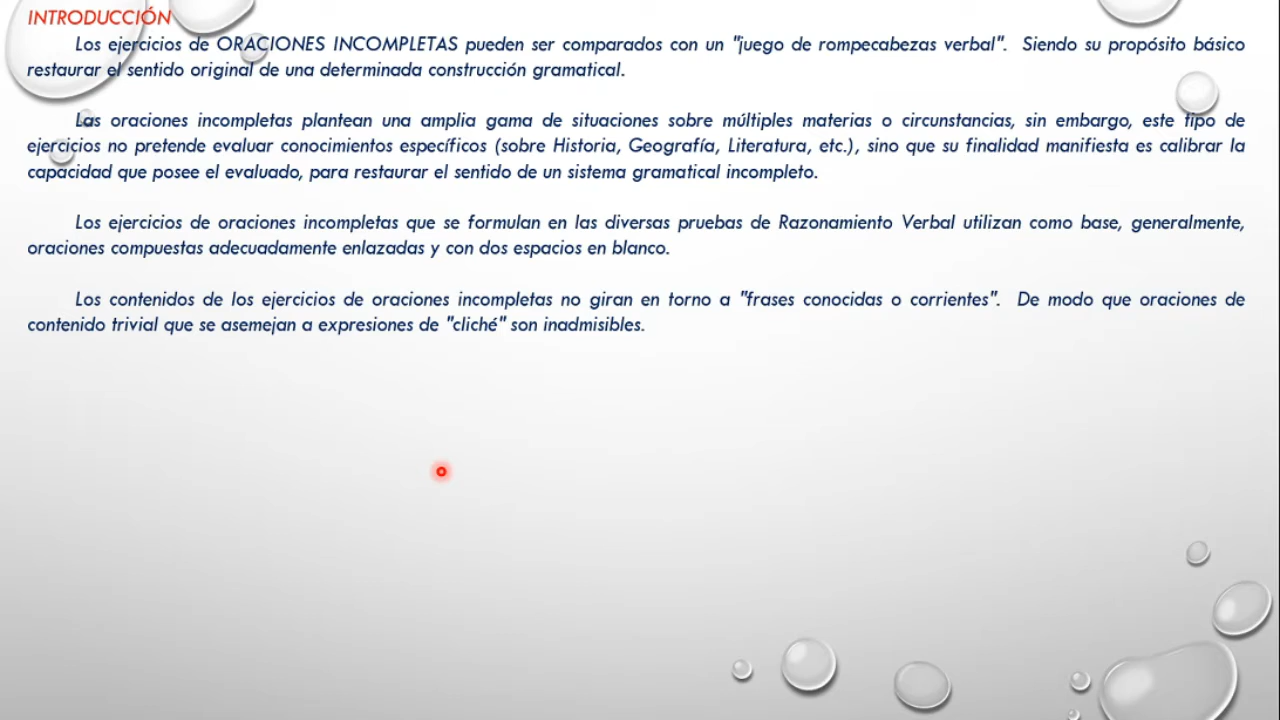 INTRODUCCIÓN
Los ejercicios de ORACIONES INCOMPLETAS pueden ser comparados con un "juego de rompecabezas verbal". Siendo su propósito básico
restaurar el sentido original de una determinada construcción gramatical.
Las oraciones incompletas plantean una amplia gama de situaciones sobre múltiples materias o circunstancias, sin embargo, este tipo de
ejercicios no pretende evaluar conocimientos específicos (sobre Historia, Geografía, Literatura, etc.), sino que su finalidad manifiesta es calibrar la
capacidad que posee el evaluado, para restaurar el sentido de un sistema gramatical incompleto.
Los ejercicios de oraciones incompletas que se formulan en las diversas pruebas de Razonamiento Verbal utilizan como base, generalmente,
oraciones compuestas adecuadamente enlazadas y con dos espacios en blanco.
Los contenidos de los ejercicios de oraciones incompletas no giran en torno a "frases conocidas o corrientes". De modo que oraciones de
contenido trivial que se asemejan a expresiones de "cliché" son inadmisibles.